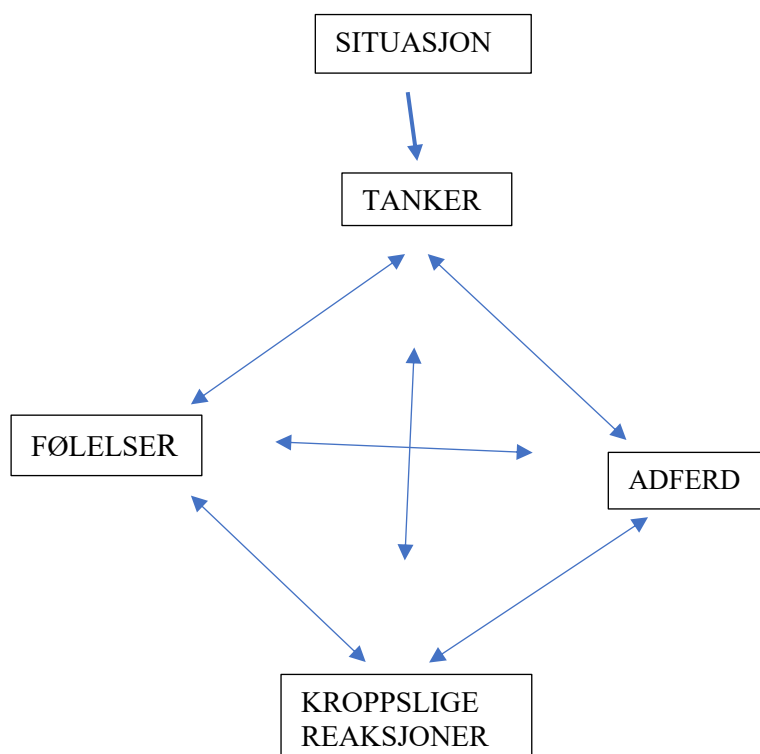 SITUASJON
TANKER
FØLELSER
ADFERD
KROPPSLIGE
REAKSJONER